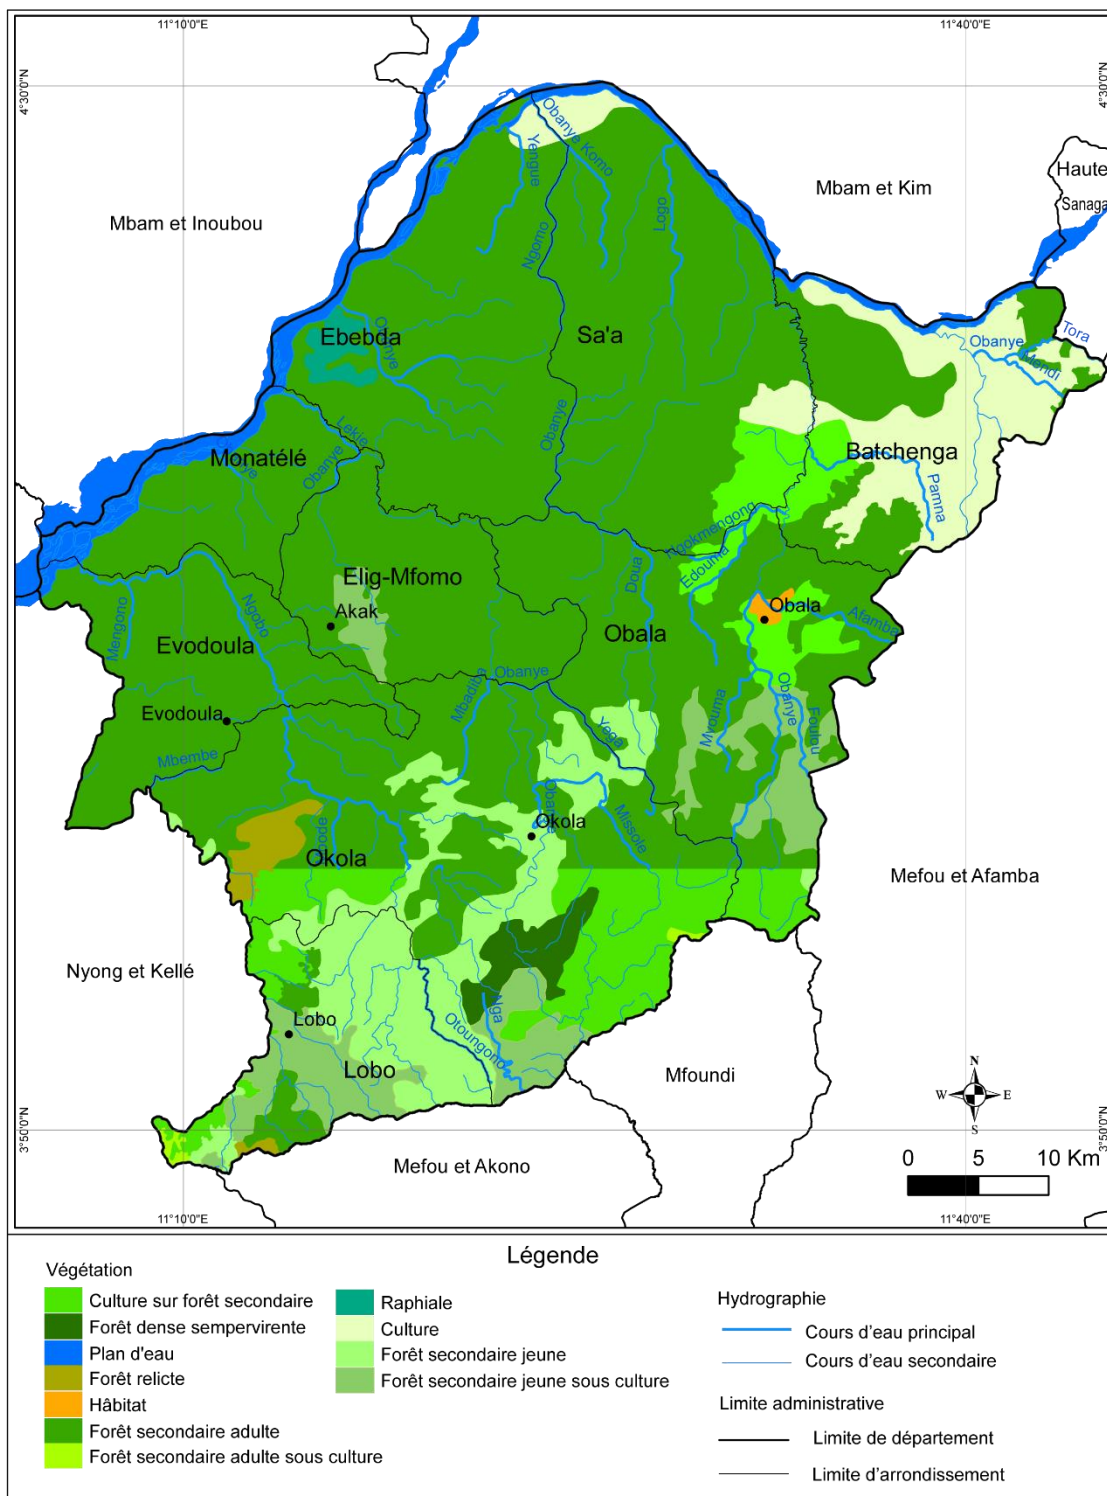 11°10'0"E
11°40'0"E
4°30'0"N
4°30'0"N
Obanye Komo
Yengue
Logo
Ngomo
Mbam et Kim
Haute
Sanaga
Mbam et Inoubou
Ebebda
Obanye
Sa'a
Obanye
Tora
Mendi
Obanye
Lekie
Monatélé
Obanye
Batchenga
Pamna
Ngokmengong
Edouma
Doua
Elig-Mfomo
Akak
Obala
Obala
Afamba
Mengono
Ngobo
Evodoula
Evodoula
Mbembe
Mbadiba
Obanye
Yega
Myouma
Obanye
Foulou
Missole
Okola
Okola
Mefou et Afamba
Nyong et Kellé
Lobo
Lobo
Nga
Otoungono
Mfoundi
Mefou et Akono
N
W
E
S
3°50'0"N
3°50'0"N
0 5 10 Km
11°10'0"E
11°40'0"E
Légende
Végétation
Culture sur forêt secondaire
Forêt dense sempervirente
Plan d'eau
Forêt relicte
Hâbitat
Forêt secondaire adulte
Forêt secondaire adulte sous culture
Raphiale
Culture
Forêt secondaire jeune
Forêt secondaire jeune sous culture
Hydrographie
Cours d'eau principal
Cours d'eau secondaire
Limite administrative
Limite de département
Limite d'arrondissement